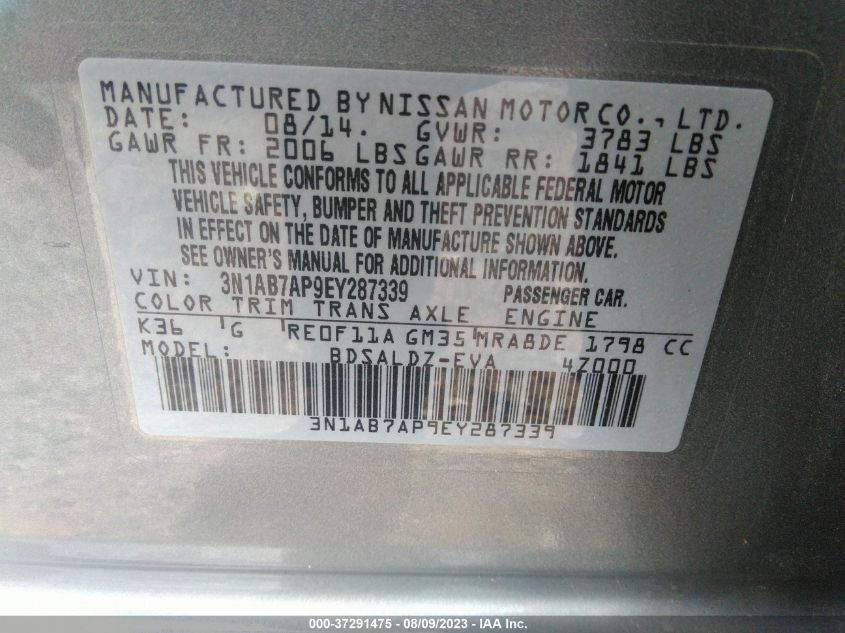 MANUFACTURED BY NISSAN MOTOR CO., LTD.
DATE: 08/14. GVWR: 3783 LBS
GAWR FR: 2006 LBS GAWR RR: 1841 LBS
THIS VEHICLE CONFORMS TO ALL APPLICABLE FEDERAL MOTOR
VEHICLE SAFETY, BUMPER AND THEFT PREVENTION STANDARDS
IN EFFECT ON THE DATE OF MANUFACTURE SHOWN ABOVE.
SEE OWNER'S MANUAL FOR ADDITIONAL INFORMATION.
VIN: 3N1AB7AP9EY287339 PASSENGER CAR.
COLOR TRIM TRANS AXLE ENGINE
K36 G RE0F11A GM35 MRA8DE 1798 CC
MODEL: BDSALDZ-EVA 4Z000
3N1AB7AP9EY287339
000-37291475 - 08/09/2023 - IAA Inc.